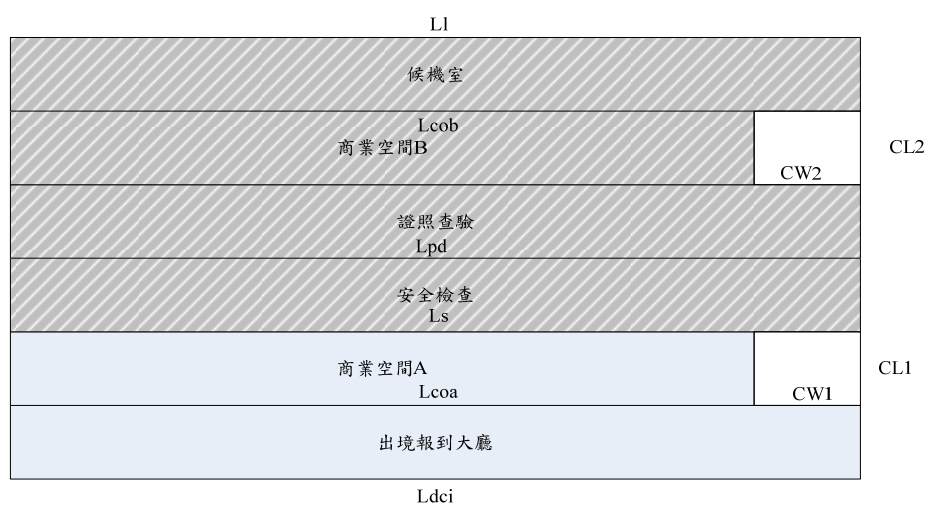 Ll
候機室
Lcob
商業空間B
CL2
CW2
證照查驗
Lpd
安全檢查
Ls
商業空間A
CL1
Lcoa
CW1
出境報到大廳
Ldci